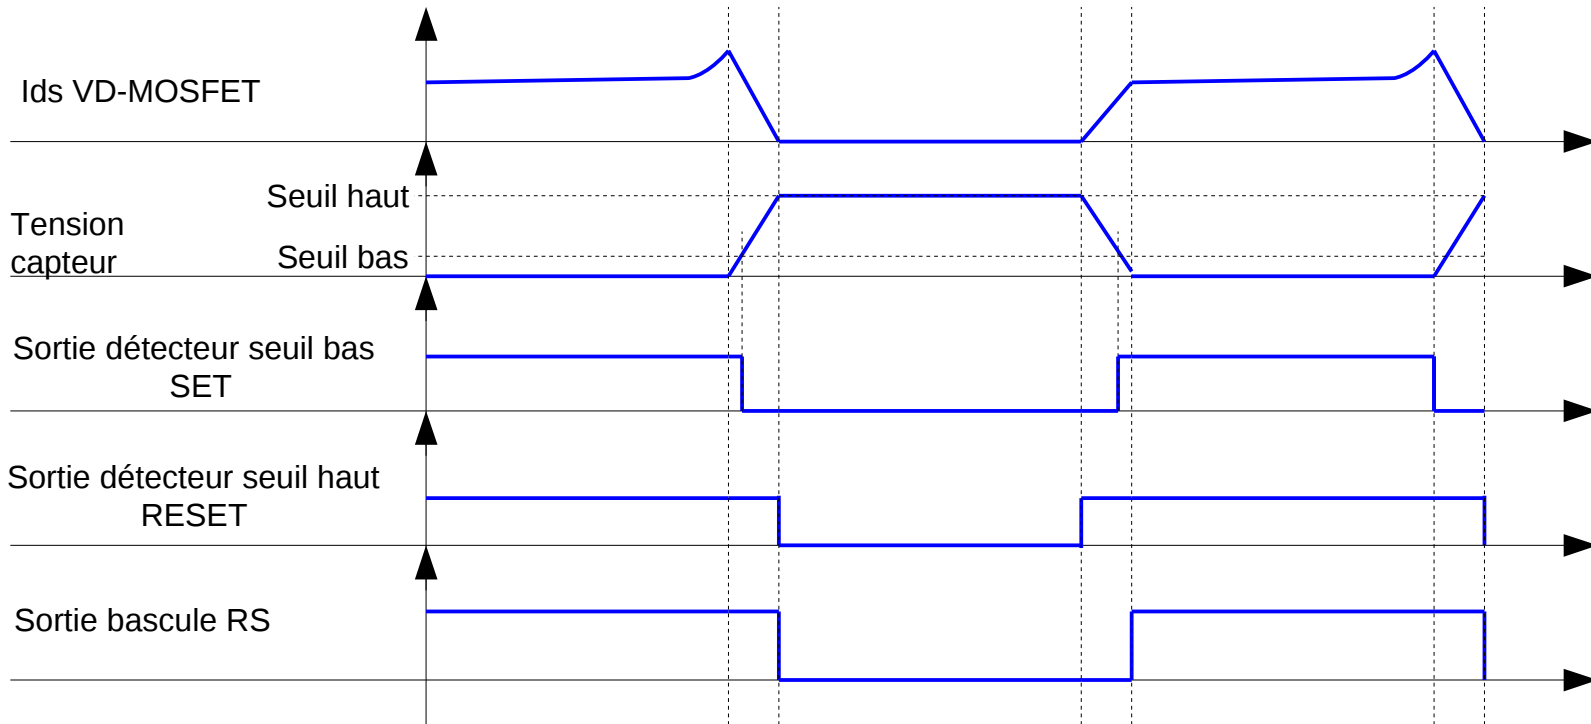 Ids VD-MOSFET
Seuil haut
Tension
capteur
Seuil bas
Sortie détecteur seuil bas
SET
Sortie détecteur seuil haut
RESET
Sortie bascule RS